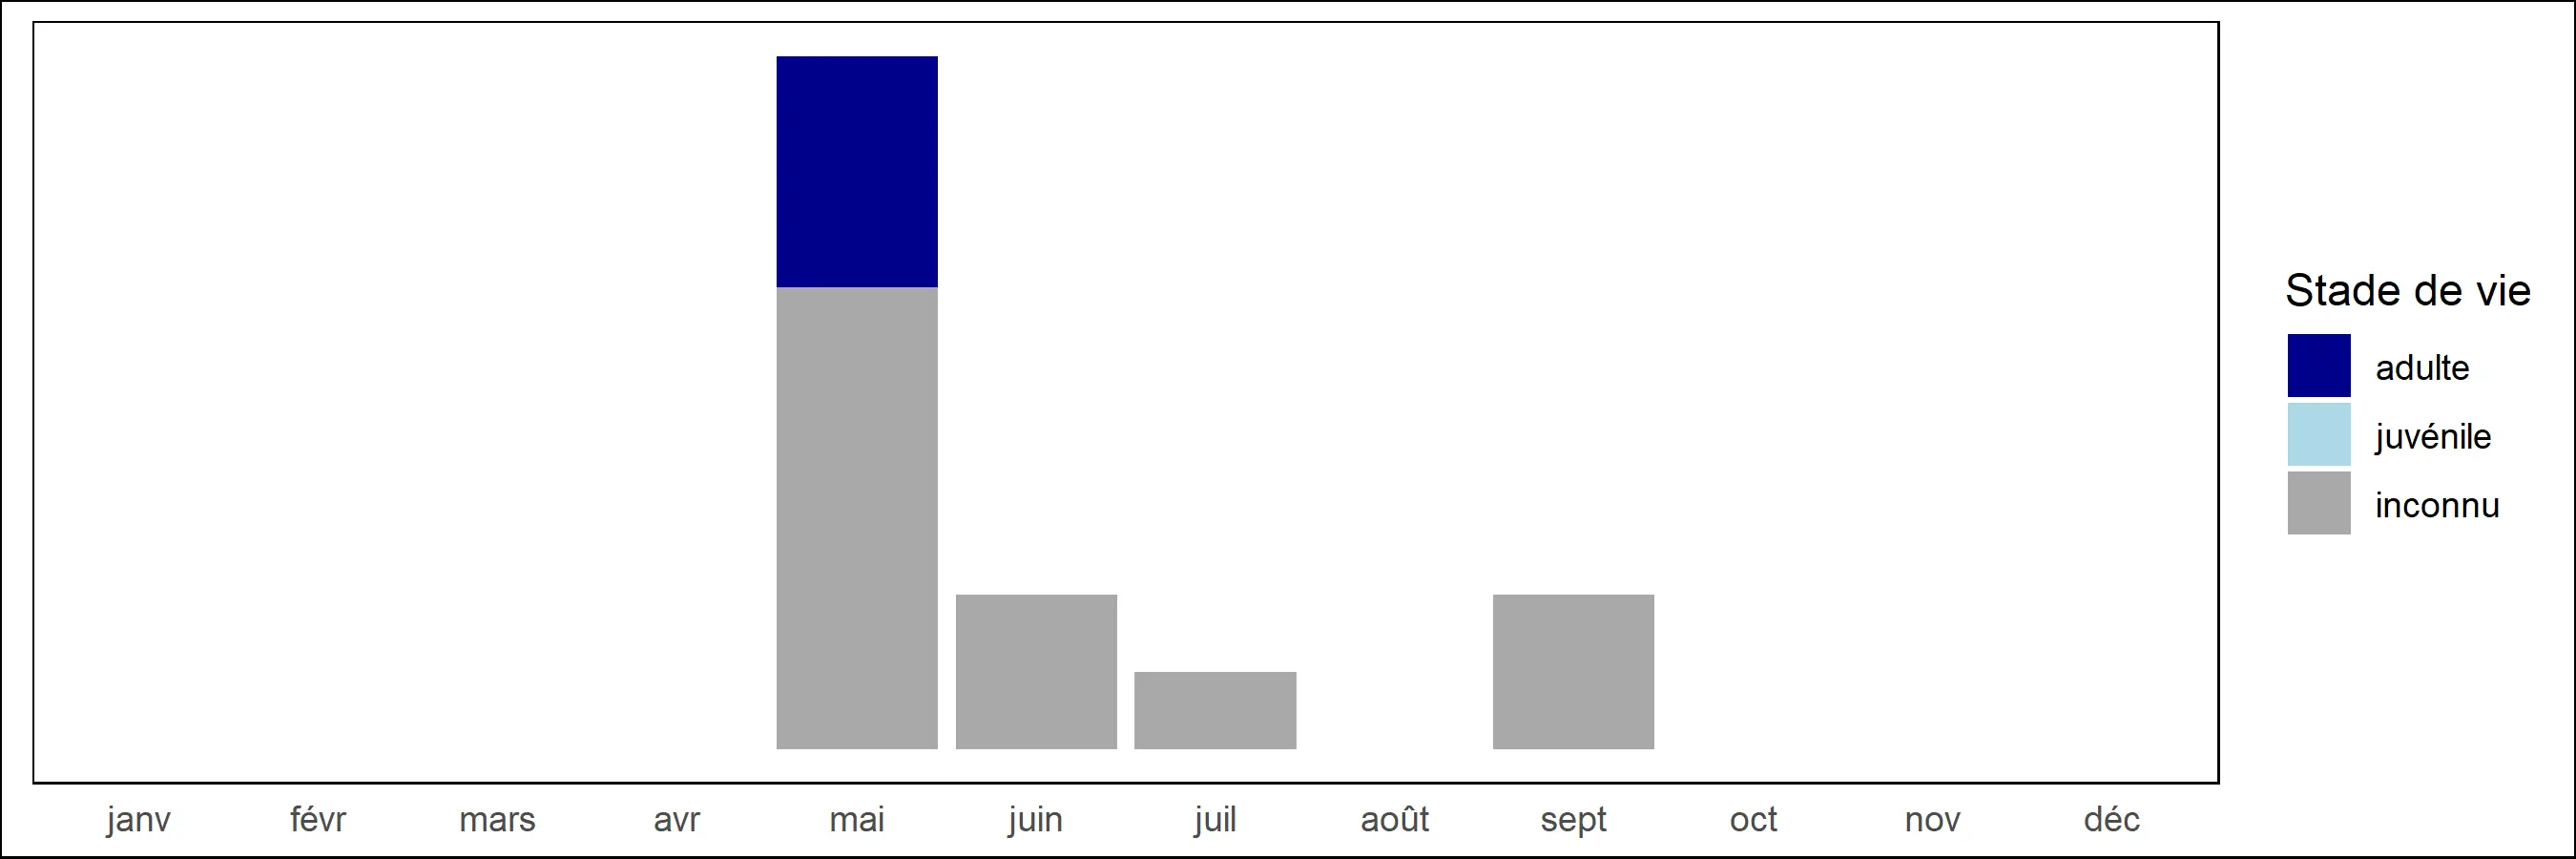 Stade de vie
adulte
juvénile
inconnu
janv févr mars avr mai juin juil août sept oct nov déc